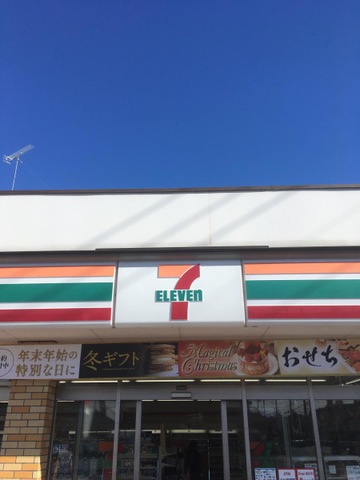 7
ELEVEn
年末年始の
特別な日に
冬ギフト
Magical
Christmas
おせち